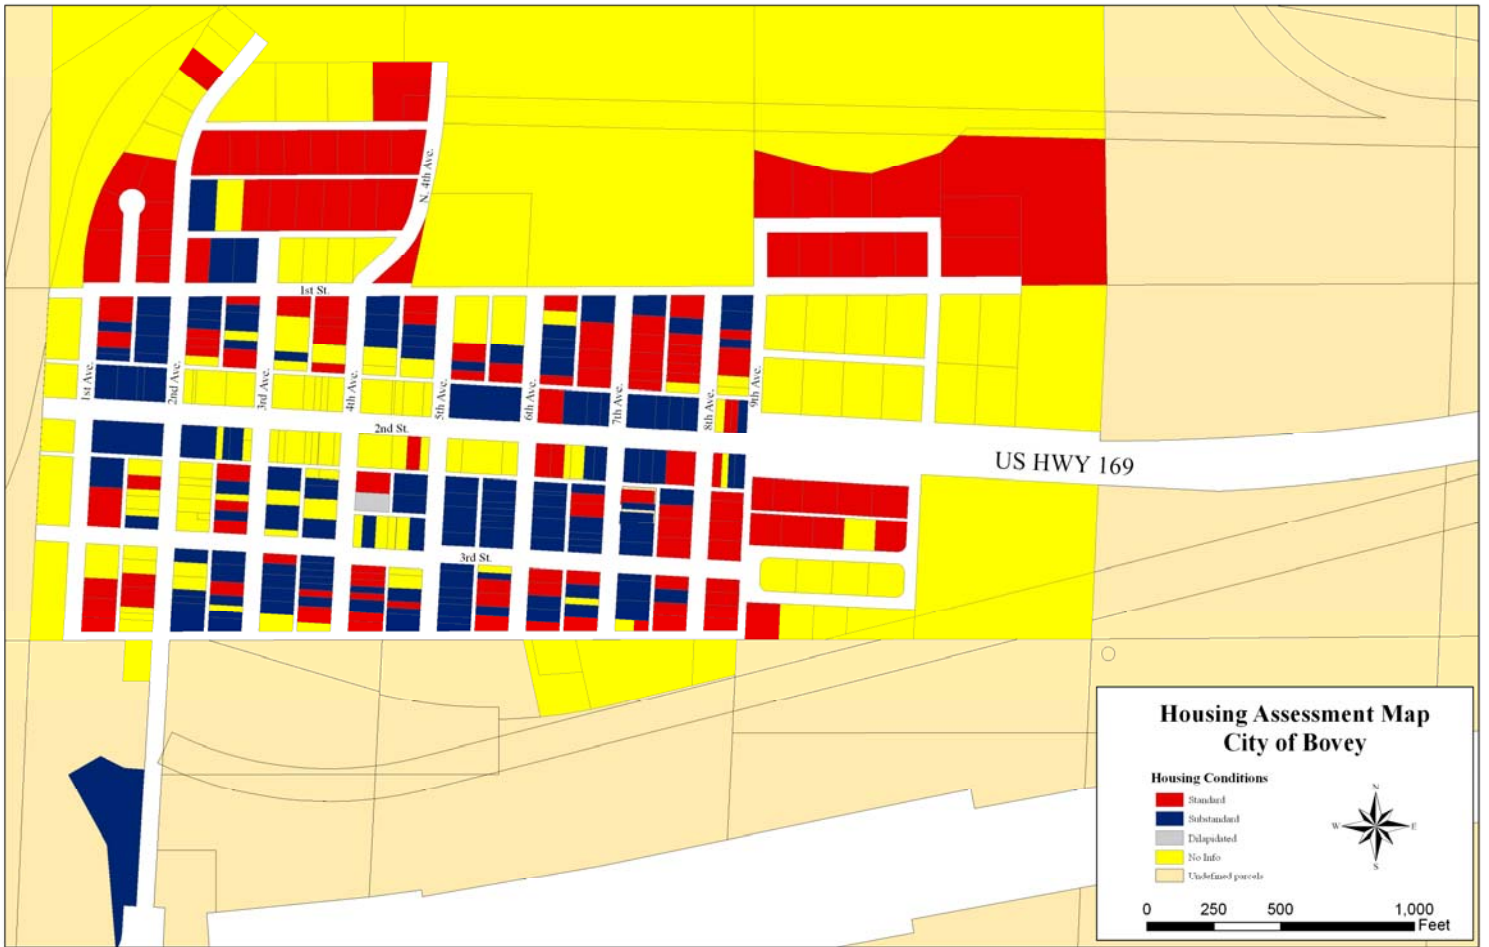 N. 4th Ave.
1st St.
1st Ave.
2nd Ave.
3rd Ave.
4th Ave.
5th Ave.
6th Ave.
7th Ave.
8th Ave.
9th Ave.
2nd St.
US HWY 169
3rd St.
Housing Assessment Map
City of Bovey
Housing Conditions
Standard
Substandard
Dilapidated
No Info
Undefined parcels
N
W E
S
0 250 500 1,000
Feet